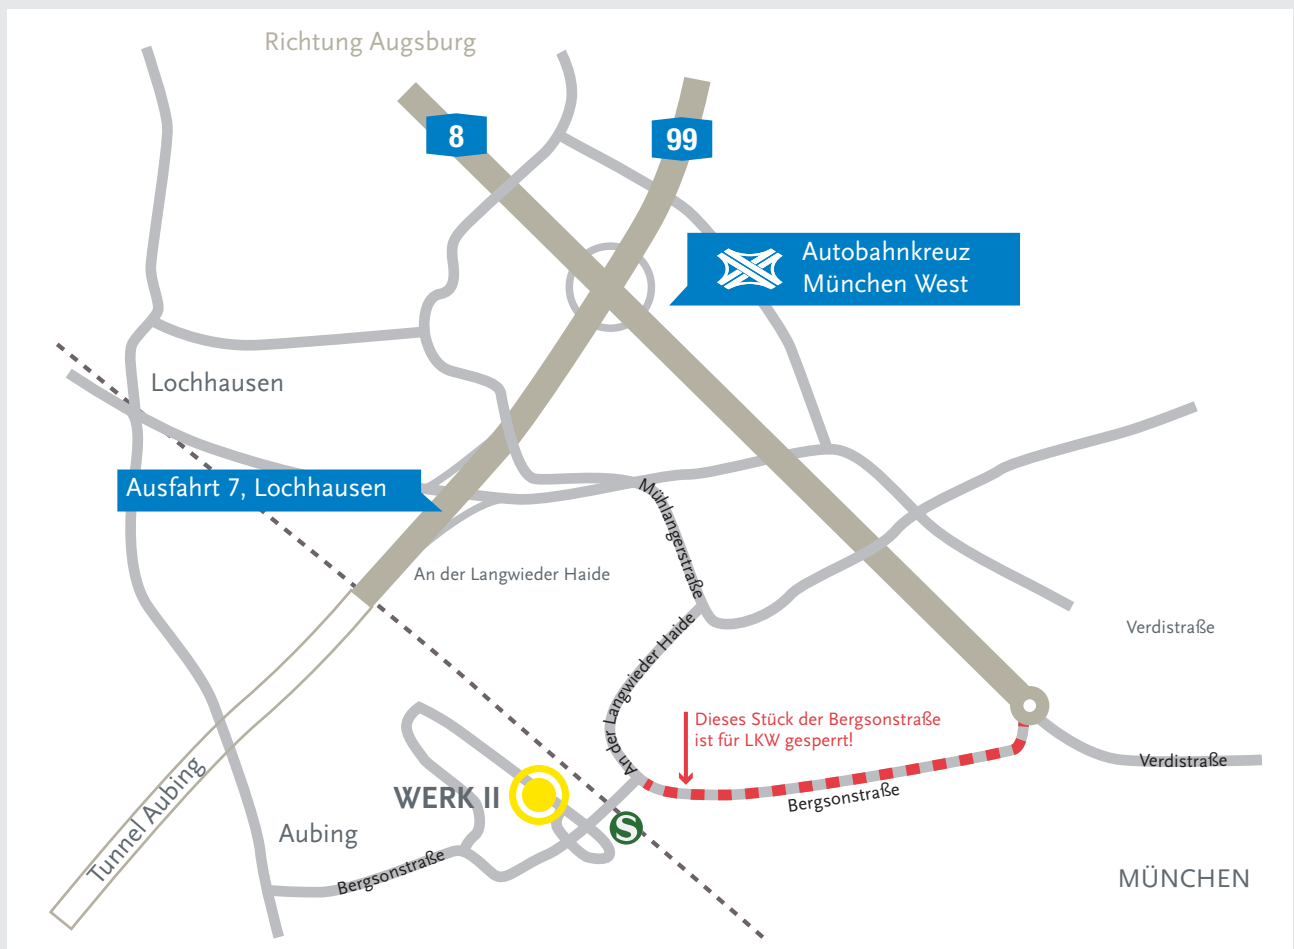 Richtung Augsburg
8
99
Autobahnkreuz
München West
Lochhausen
Ausfahrt 7, Lochhausen
Mühlangerstraße
An der Langwieder Haide
An der Langwieder Haide
Verdistraße
Dieses Stück der Bergsonstraße
ist für LKW gesperrt!
Verdistraße
Bergsonstraße
WERK II
S
Tunnel Aubing
Aubing
Bergsonstraße
MÜNCHEN